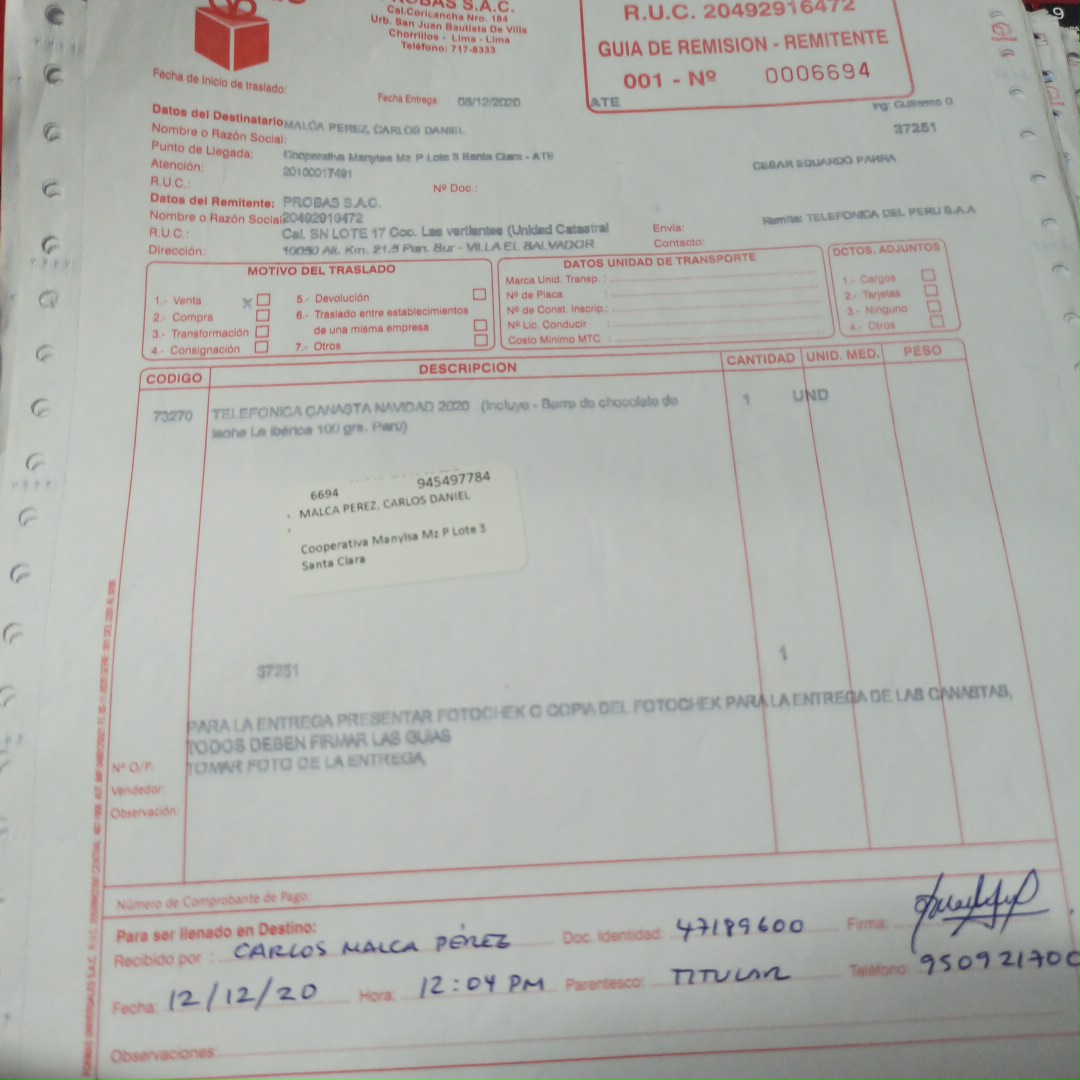 PROBAS S.A.C.
Cal.Coricancha Nro. 184
Urb. San Juan Bautista De Villa
Chorrillos - Lima - Lima
Teléfono: 717-8333
R.U.C. 20492916472
GUIA DE REMISION - REMITENTE
001 - Nº 0006694
Fecha de Inicio de traslado:
Fecha Entrega: 08/12/2020
ATE
Ing: Guillermo D
37251
Datos del Destinatario
Nombre o Razón Social: MALCA PEREZ, CARLOS DANIEL
Punto de Llegada: Cooperativa Manylsa Mz P Lote 3 Santa Clara - ATE
CESAR EDUARDO PARRA
Atención: 20100017491
R.U.C.: Nº Doc.:
Datos del Remitente: PROBAS S.A.C.
Nombre o Razón Social 20492916472
Remite: TELEFONICA DEL PERU S.A.A
R.U.C.: Cal. SN LOTE 17 Coc. Las vertientes (Unidad Catastral Envia:
Dirección: 10050 Alt. Km. 21.5 Pan. Sur - VILLA EL SALVADOR Contacto:
MOTIVO DEL TRASLADO
1.- Venta x
2.- Compra
3.- Transformación
4.- Consignación
5.- Devolución
6.- Traslado entre establecimientos
de una misma empresa
7.- Otros
DATOS UNIDAD DE TRANSPORTE
Marca Unid. Transp. :
Nº de Placa :
Nº de Const. Inscrip.:
Nº Lic. Conducir :
Costo Mínimo MTC :
DCTOS. ADJUNTOS
1.- Cargos
2.- Tarjetas
3.- Ninguno
4.- Otros
CODIGO DESCRIPCION CANTIDAD UNID. MED. PESO
73270 TELEFONICA CANASTA NAVIDAD 2020 (Incluye - Barra de chocolate de 1 UND
leche La Ibérica 100 grs. Perú)
6694 945497784
MALCA PEREZ, CARLOS DANIEL
Cooperativa Manylsa Mz P Lote 3
Santa Clara
37251 1
PARA LA ENTREGA PRESENTAR FOTOCHEK O COPIA DEL FOTOCHEK PARA LA ENTREGA DE LAS CANASTAS,
TODOS DEBEN FIRMAR LAS GUIAS
TOMAR FOTO DE LA ENTREGA
Nº O/P:
Vendedor:
Observación:
Número de Comprobante de Pago:
Para ser llenado en Destino:
Recibido por : CARLOS MALCA PÉREZ Doc. Identidad: 47189600 Firma:
Fecha: 12/12/20 Hora: 12:04 PM Parentesco: TITULAR Teléfono: 950921700
Observaciones: